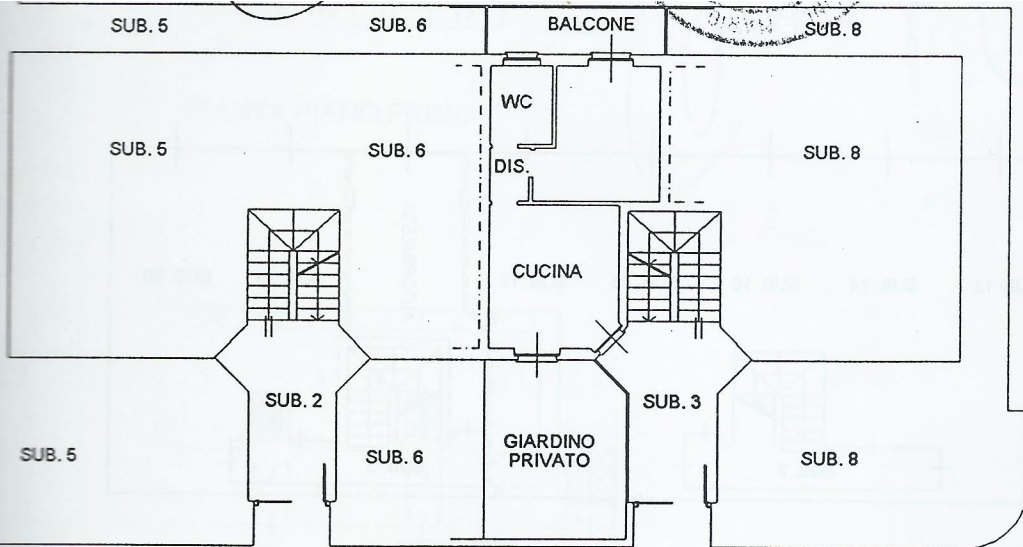 SUB. 5
SUB. 6
BALCONE
SUB. 8
WC
SUB. 5
SUB. 6
DIS.
SUB. 8
CUCINA
SUB. 2
SUB. 3
GIARDINO
PRIVATO
SUB. 5
SUB. 6
SUB. 8